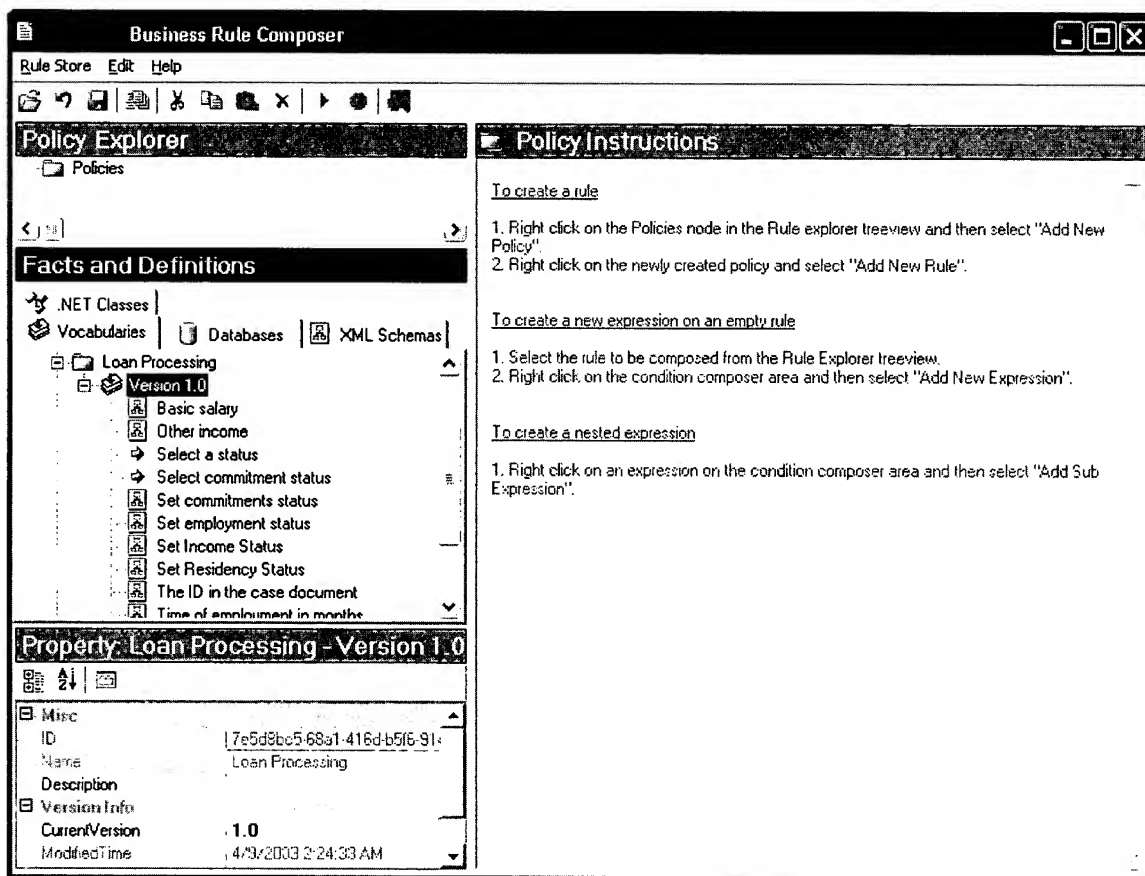 Business Rule Composer
Rule Store Edit Help
Policy Explorer
Policies
Facts and Definitions
.NET Classes
Vocabularies Databases XML Schemas
Loan Processing
Version 1.0
Basic salary
Other income
Select a status
Select commitment status
Set commitments status
Set employment status
Set Income Status
Set Residency Status
The ID in the case document
Time of employment in months
Property: Loan Processing - Version 1.0
Misc
ID 7e5d8bc5-68a1-416d-b5f6-914
Name Loan Processing
Description
Version Info
CurrentVersion 1.0
ModifiedTime 4/9/2003 2:24:33 AM
Policy Instructions
To create a rule
1. Right click on the Policies node in the Rule explorer treeview and then select "Add New
Policy".
2. Right click on the newly created policy and select "Add New Rule".
To create a new expression on an empty rule
1. Select the rule to be composed from the Rule Explorer treeview.
2. Right click on the condition composer area and then select "Add New Expression".
To create a nested expression
1. Right click on an expression on the condition composer area and then select "Add Sub
Expression".